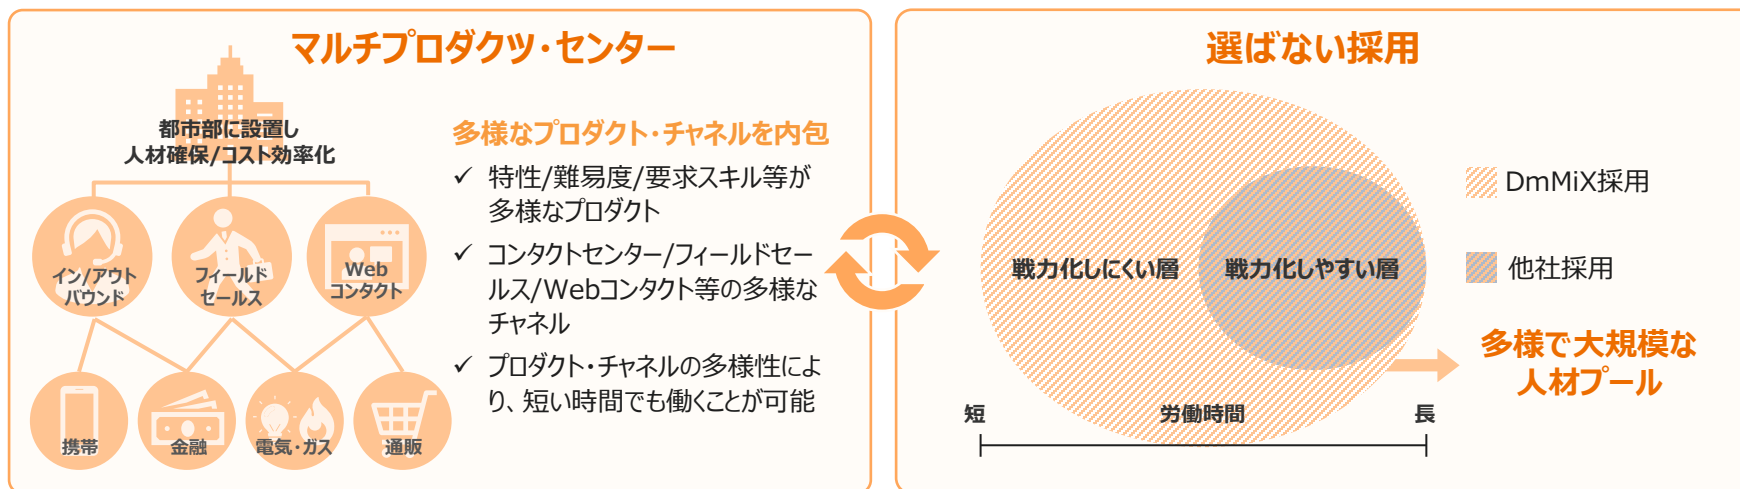 マルチプロダクツ・センター
都市部に設置し
人材確保/コスト効率化
イン/アウト
バウンド
フィールド
セールス
Web
コンタクト
携帯
金融
電気・ガス
通販
多様なプロダクト・チャネルを内包
✓ 特性/難易度/要求スキル等が
多様なプロダクト
✓ コンタクトセンター/フィールドセー
ルス/Webコンタクト等の多様な
チャネル
✓ プロダクト・チャネルの多様性によ
り、短い時間でも働くことが可能
選ばない採用
戦力化しにくい層
戦力化しやすい層
DmMiX採用
他社採用
多様で大規模な
人材プール
短
労働時間
長